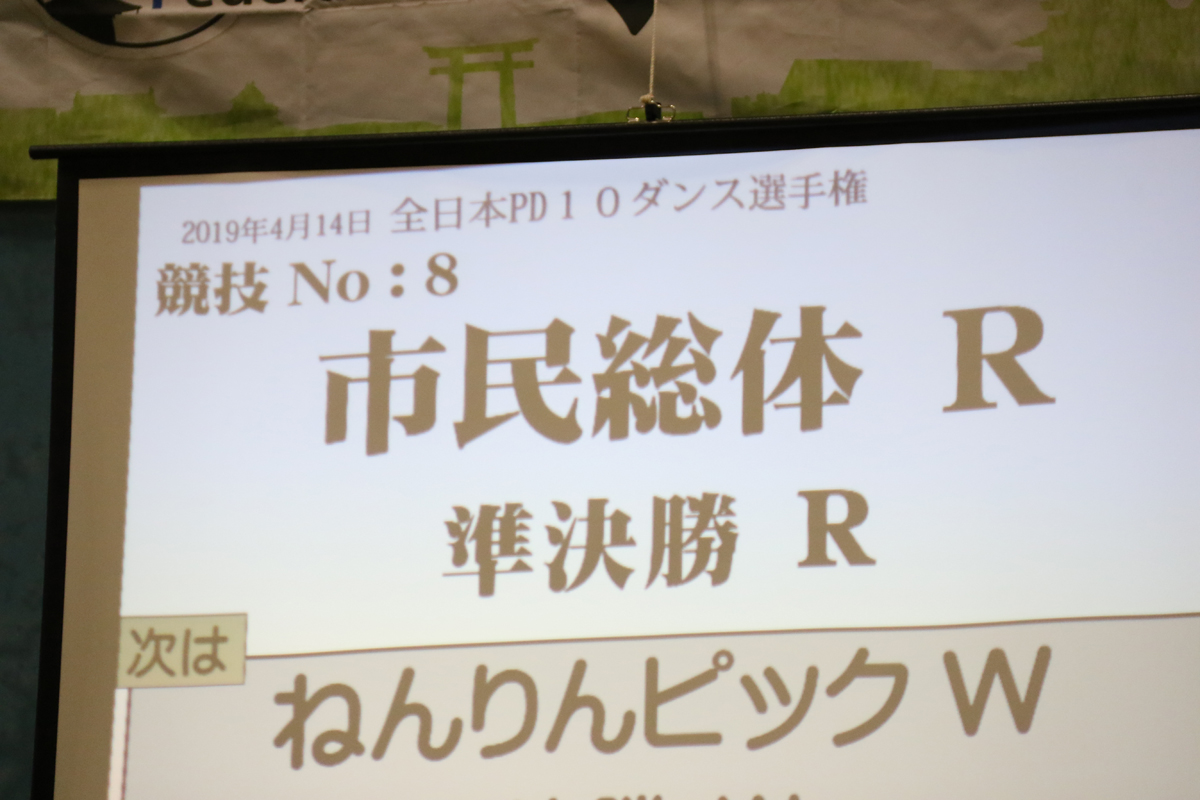 2019年4月14日 全日本PD１０ダンス選手権
競技 No：8
市民総体 R
準決勝 R
次は
ねんりんピック W